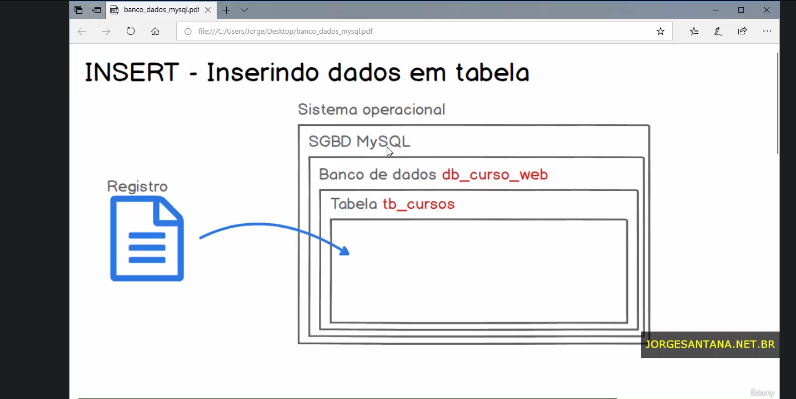 banco_dados_mysql.pdf
file:///C:/Users/Jorge/Desktop/banco_dados_mysql.pdf
INSERT - Inserindo dados em tabela
Sistema operacional
SGBD MySQL
Banco de dados db_curso_web
Registro
Tabela tb_cursos
JORGESANTANA.NET.BR
Udemy